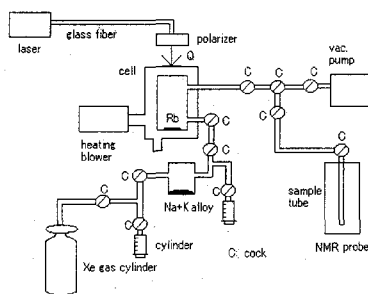 laser
glass fiber
polarizer
Q
cell
C
C
C
vac.
pump
Rb
C
C
C
heating
blower
C
C
Na+K alloy
C
sample
tube
C
cylinder
C: cock
Xe gas cylinder
NMR probe